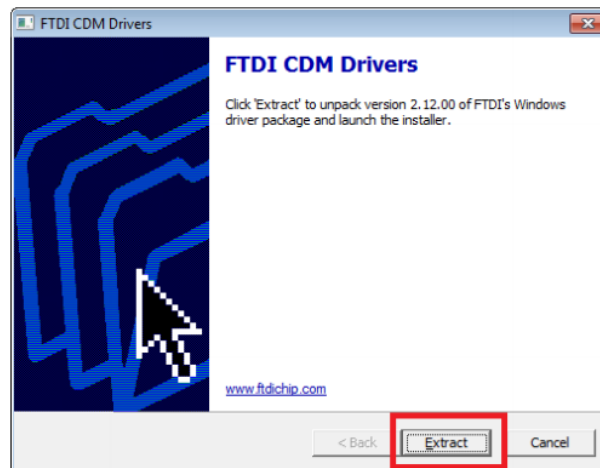 FTDI CDM Drivers
FTDI CDM Drivers
Click 'Extract' to unpack version 2.12.00 of FTDI's Windows
driver package and launch the installer.
www.ftdichip.com
< Back
Extract
Cancel